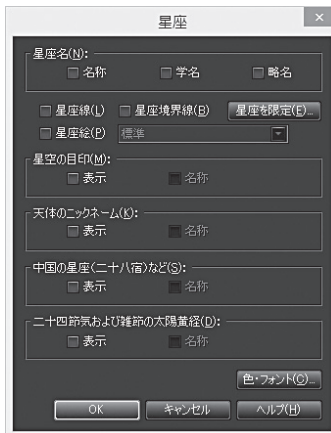 星座
星座名(N):
名称 学名 略名
星座線(L) 星座境界線(B) 星座を限定(E)...
星座絵(P) 標準
星空の目印(M):
表示 名称
天体のニックネーム(K):
表示 名称
中国の星座(二十八宿)など(S):
表示 名称
二十四節気および雑節の太陽黄経(D):
表示 名称
色・フォント(C)...
OK キャンセル ヘルプ(H)